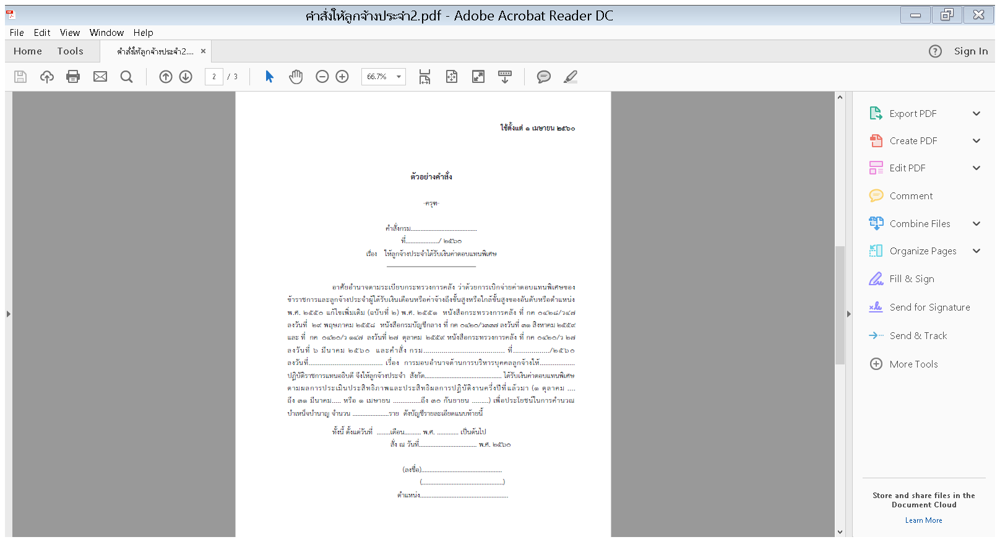 คำสั่งให้ลูกจ้างประจำ2.pdf - Adobe Acrobat Reader DC
File Edit View Window Help
Home Tools คำสั่งให้ลูกจ้างประจำ2.... × Sign In
2 / 3 66.7%
ใช้ตั้งแต่ ๑ เมษายน ๒๕๖๐
ตัวอย่างคำสั่ง
-ครุฑ-
คำสั่งกรม.........................................
ที่...................../ ๒๕๖๐
เรื่อง ให้ลูกจ้างประจำได้รับเงินค่าตอบแทนพิเศษ
อาศัยอำนาจตามระเบียบกระทรวงการคลัง ว่าด้วยการเบิกจ่ายค่าตอบแทนพิเศษของ
ข้าราชการและลูกจ้างประจำผู้ได้รับเงินเดือนหรือค่าจ้างถึงขั้นสูงหรือใกล้ขั้นสูงของอันดับหรือตำแหน่ง
พ.ศ. ๒๕๕๐ แก้ไขเพิ่มเติม (ฉบับที่ ๒) พ.ศ. ๒๕๕๑ หนังสือกระทรวงการคลัง ที่ กค ๐๔๒๘/ว๔๗
ลงวันที่ ๒๙ พฤษภาคม ๒๕๕๘ หนังสือกรมบัญชีกลาง ที่ กค ๐๔๒๐/ว๓๓๗ ลงวันที่ ๓๑ สิงหาคม ๒๕๕๙
และ ที่ กค ๐๔๒๐/ว ๑๔๗ ลงวันที่ ๒๗ ตุลาคม ๒๕๕๙ หนังสือกระทรวงการคลัง ที่ กค ๐๔๒๐/ว ๒๗
ลงวันที่ ๖ มีนาคม ๒๕๖๐ และคำสั่ง กรม...................................... ที่................./๒๕๖๐
ลงวันที่........................................ เรื่อง การมอบอำนาจด้านการบริหารบุคคลลูกจ้างให้...................
ปฏิบัติราชการแทนอธิบดี จึงให้ลูกจ้างประจำ สังกัด............................................... ได้รับเงินค่าตอบแทนพิเศษ
ตามผลการประเมินประสิทธิภาพและประสิทธิผลการปฏิบัติงานครึ่งปีที่แล้วมา (๑ ตุลาคม ....
ถึง ๓๑ มีนาคม..... หรือ ๑ เมษายน ...............ถึง ๓๐ กันยายน .........) เพื่อประโยชน์ในการคำนวณ
บำเหน็จบำนาญ จำนวน .......................ราย ดังบัญชีรายละเอียดแนบท้ายนี้
ทั้งนี้ ตั้งแต่วันที่ ........เดือน.......... พ.ศ. ............. เป็นต้นไป
สั่ง ณ วันที่.................................... พ.ศ. ๒๕๖๐
(ลงชื่อ)..................................................
(..................................................)
ตำแหน่ง.......................................................
Export PDF
Create PDF
Edit PDF
Comment
Combine Files
Organize Pages
Fill & Sign
Send for Signature
Send & Track
More Tools
Store and share files in the
Document Cloud
Learn More